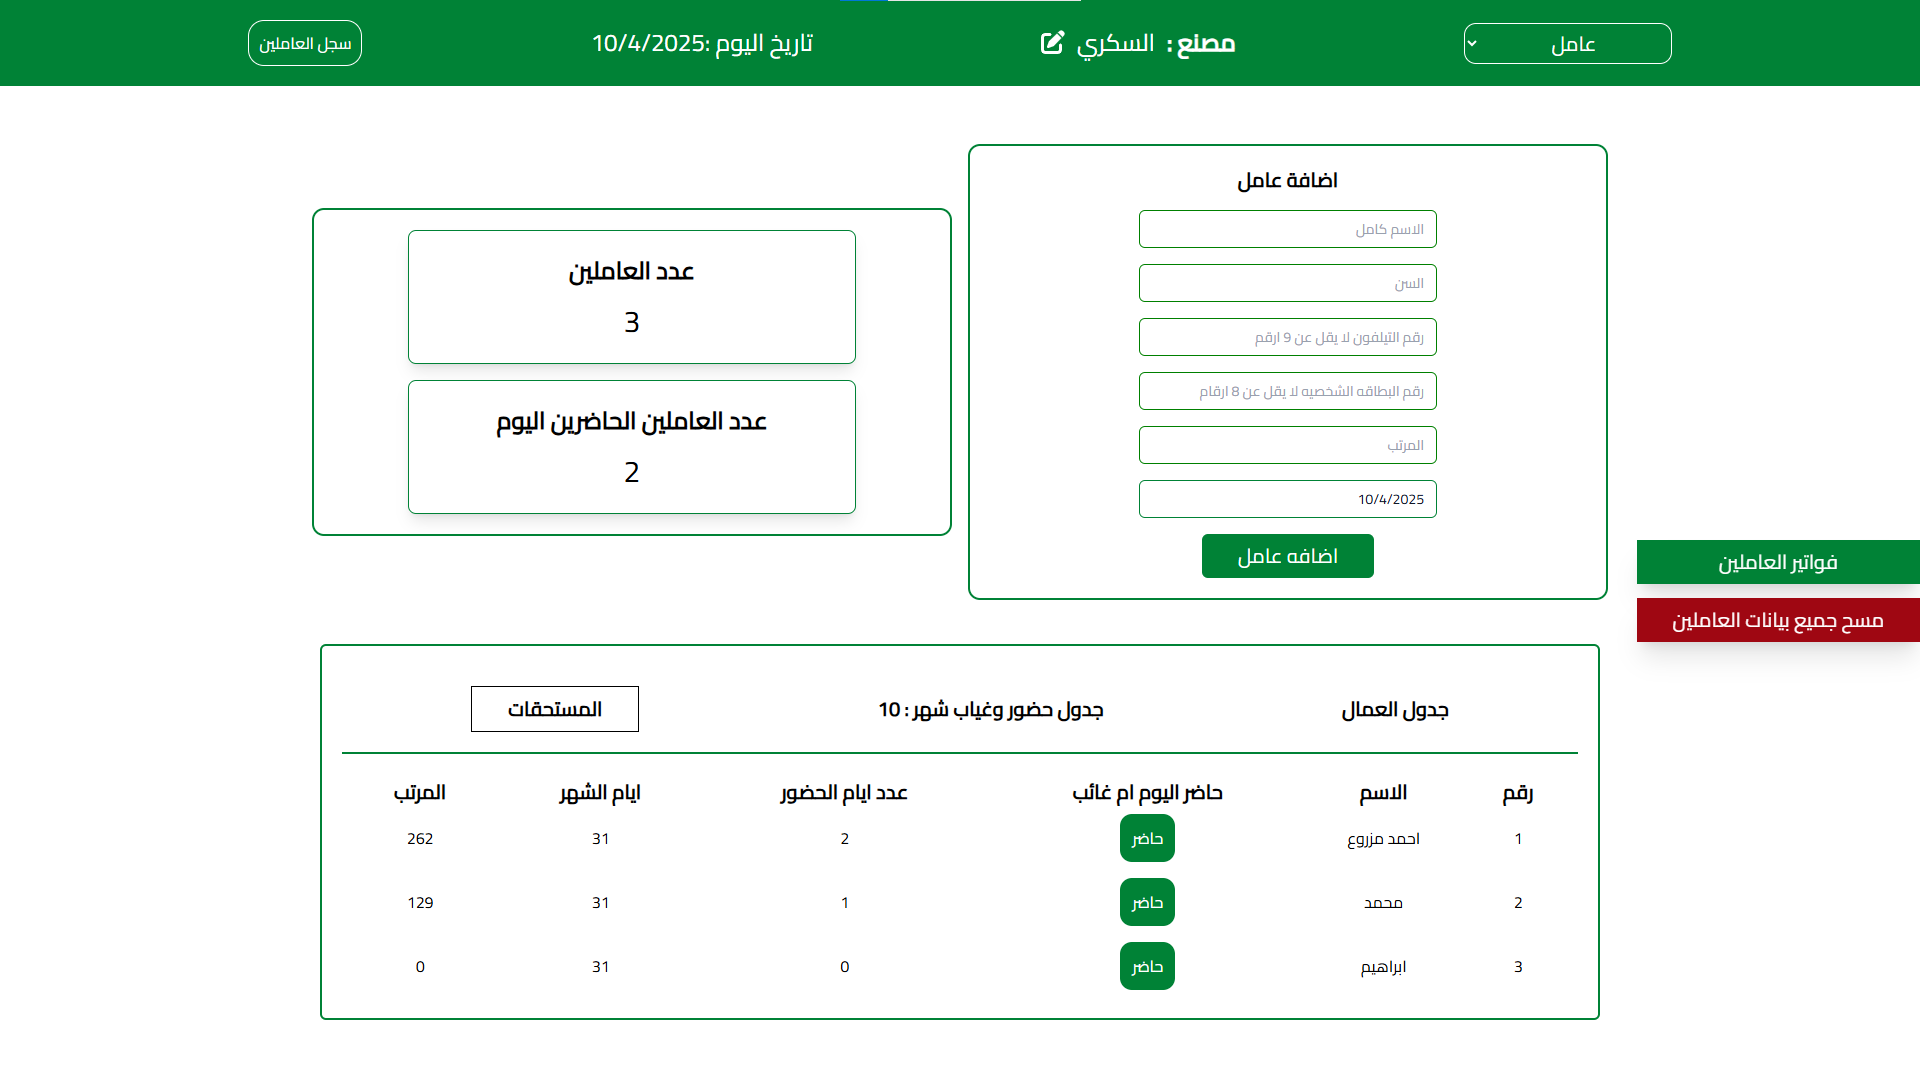 عامل
مصنع : السكري
تاريخ اليوم :10/4/2025
سجل العاملين
اضافة عامل
الاسم كامل
السن
رقم التيلفون لا يقل عن 9 ارقم
رقم البطاقه الشخصيه لا يقل عن 8 ارقام
المرتب
10/4/2025
اضافه عامل
عدد العاملين
3
عدد العاملين الحاضرين اليوم
2
فواتير العاملين
مسح جميع بيانات العاملين
جدول العمال جدول حضور وغياب شهر : 10 المستحقات
رقم الاسم حاضر اليوم ام غائب عدد ايام الحضور ايام الشهر المرتب
1 احمد مزروع حاضر 2 31 262
2 محمد حاضر 1 31 129
3 ابراهيم حاضر 0 31 0